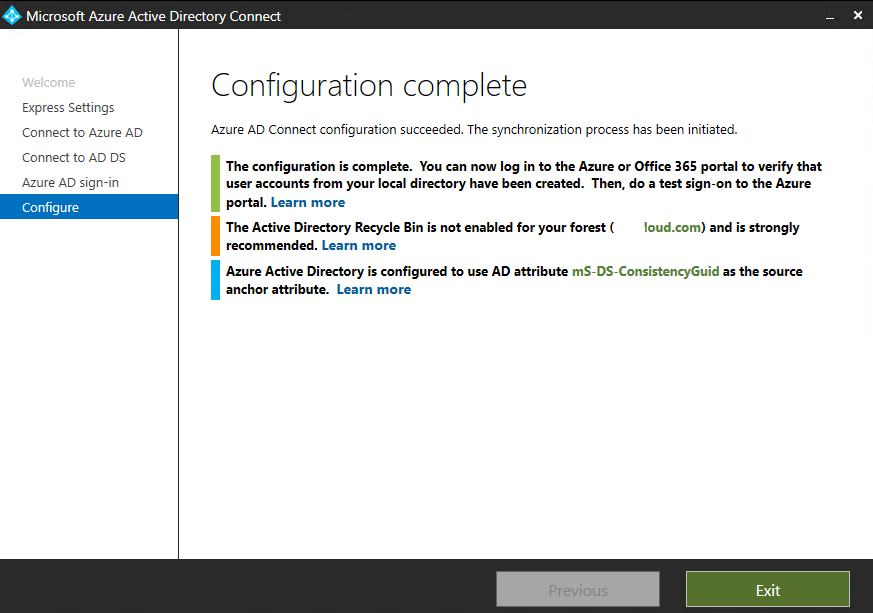 Microsoft Azure Active Directory Connect
Welcome
Express Settings
Connect to Azure AD
Connect to AD DS
Azure AD sign-in
Configure
Configuration complete
Azure AD Connect configuration succeeded. The synchronization process has been initiated.
The configuration is complete.  You can now log in to the Azure or Office 365 portal to verify that
user accounts from your local directory have been created.  Then, do a test sign-on to the Azure
portal. Learn more
The Active Directory Recycle Bin is not enabled for your forest ( loud.com) and is strongly
recommended. Learn more
Azure Active Directory is configured to use AD attribute mS-DS-ConsistencyGuid as the source
anchor attribute.  Learn more
Previous
Exit